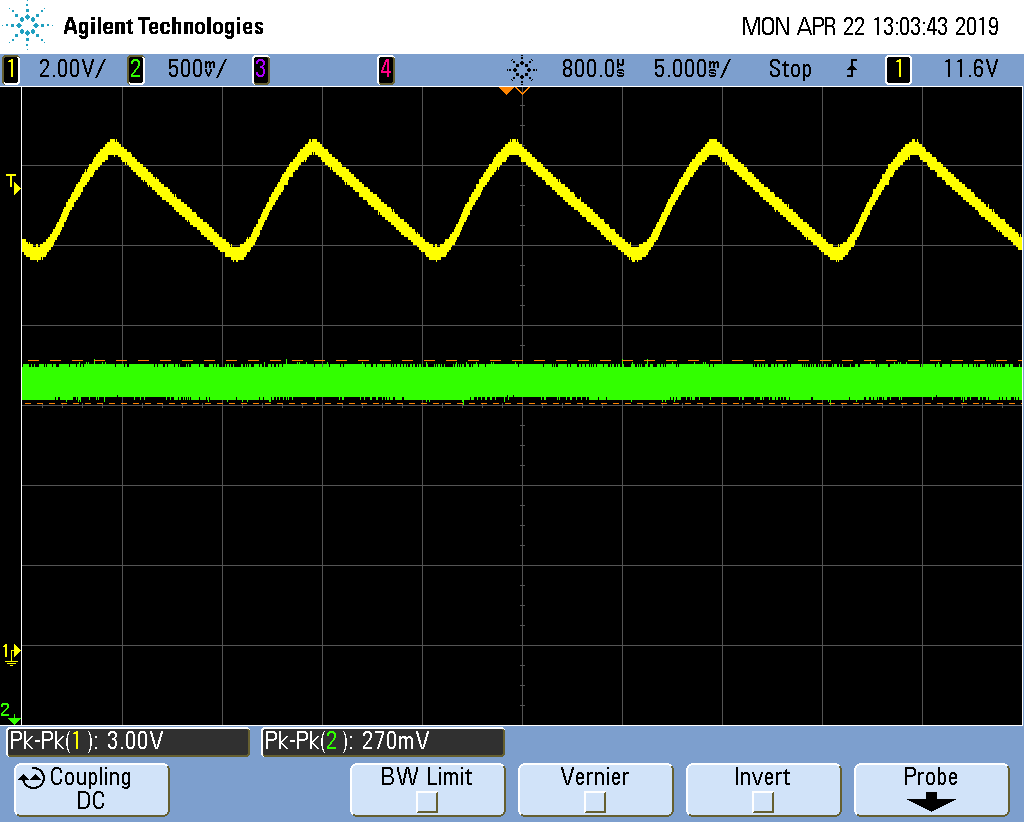 Agilent Technologies MON APR 22 13:03:43 2019
1 2.00V/ 2 500mV/ 3 4 800.0us 5.000ms/ Stop 1 11.6V
T
1
2
Pk-Pk(1): 3.00V Pk-Pk(2): 270mV
Coupling BW Limit Vernier Invert Probe
DC